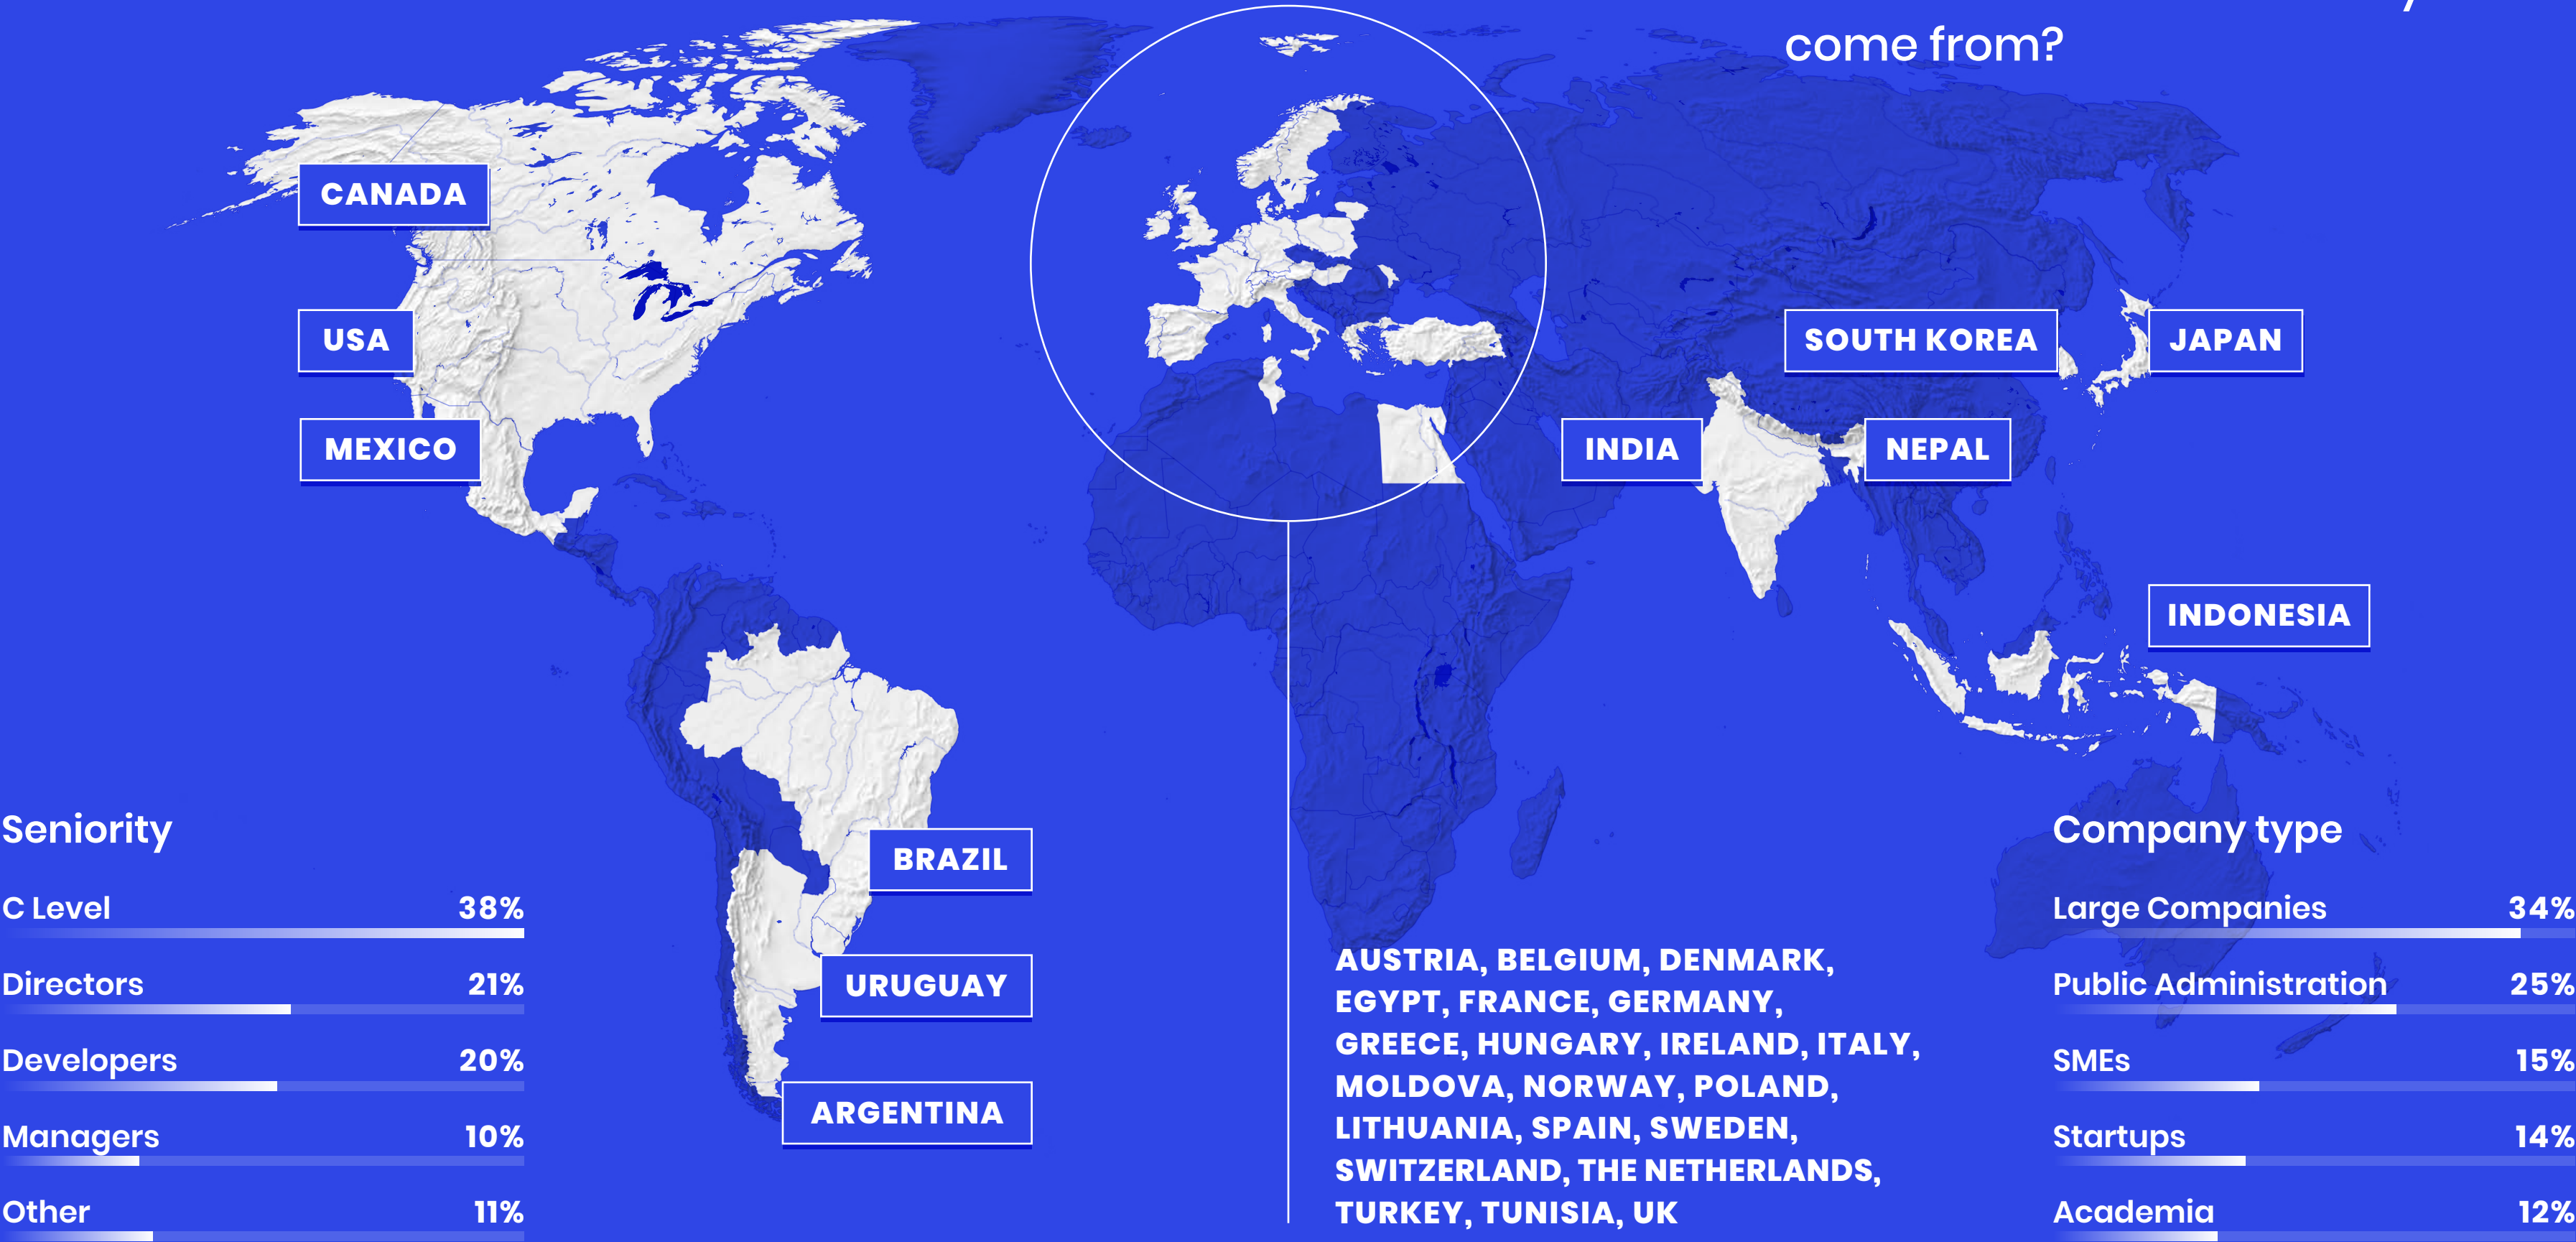 come from?
CANADA
USA
MEXICO
SOUTH KOREA
JAPAN
INDIA
NEPAL
INDONESIA
BRAZIL
URUGUAY
ARGENTINA
Seniority
C Level 38%
Directors 21%
Developers 20%
Managers 10%
Other 11%
AUSTRIA, BELGIUM, DENMARK,
EGYPT, FRANCE, GERMANY,
GREECE, HUNGARY, IRELAND, ITALY,
MOLDOVA, NORWAY, POLAND,
LITHUANIA, SPAIN, SWEDEN,
SWITZERLAND, THE NETHERLANDS,
TURKEY, TUNISIA, UK
Company type
Large Companies 34%
Public Administration 25%
SMEs 15%
Startups 14%
Academia 12%